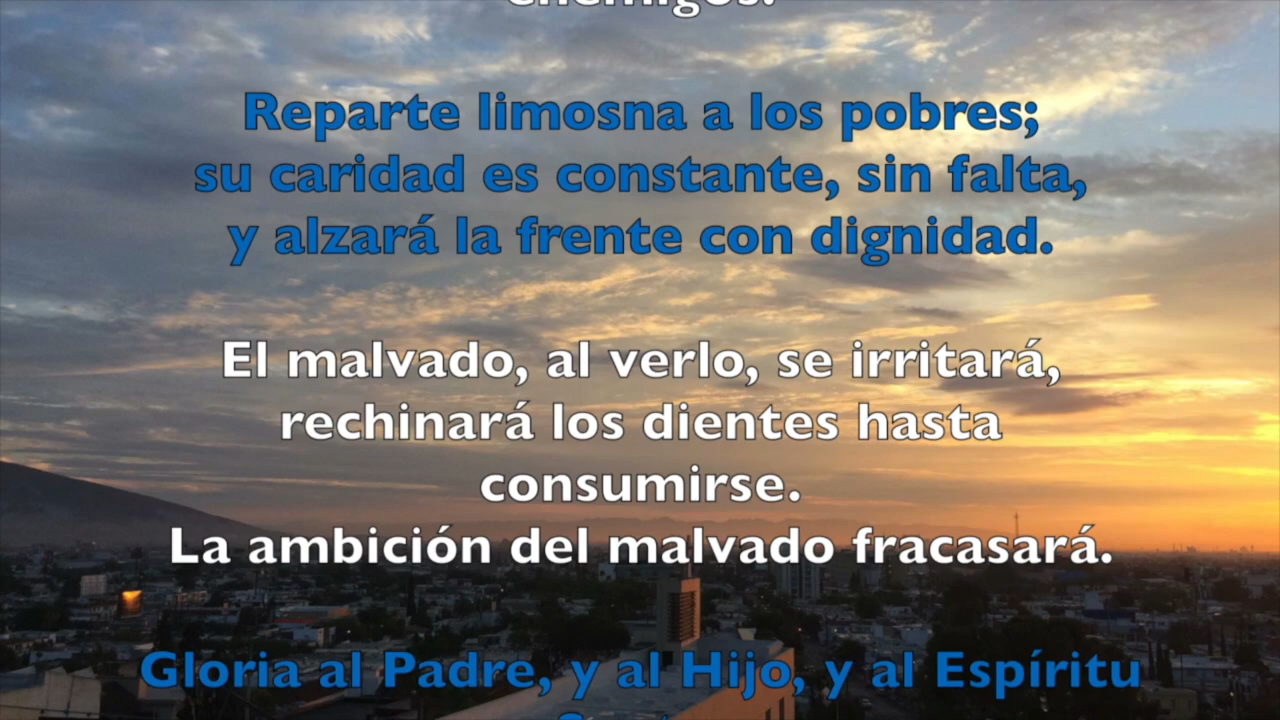 enemigos.
Reparte limosna a los pobres;
su caridad es constante, sin falta,
y alzará la frente con dignidad.
El malvado, al verlo, se irritará,
rechinará los dientes hasta
consumirse.
La ambición del malvado fracasará.
Gloria al Padre, y al Hijo, y al Espíritu